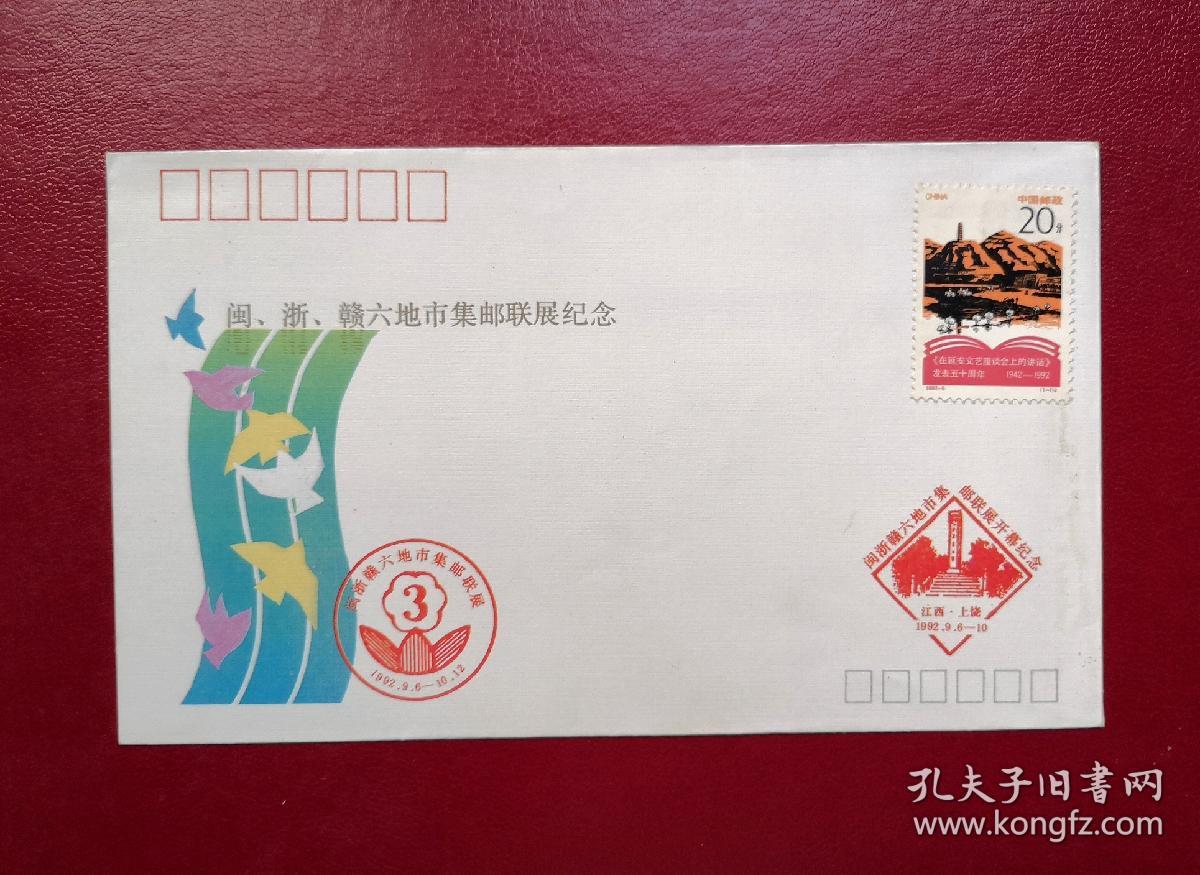 CHINA 中国邮政
20分
闽、浙、赣六地市集邮联展纪念
《在延安文艺座谈会上的讲话》
发表五十周年 1942—1992
闽浙赣六地市集 邮联展开幕纪念
江西·上饶
1992.9.6—10
闽浙赣六地市集邮联展
3
1992.9.6—10.12
孔夫子旧书网
www.kongfz.com